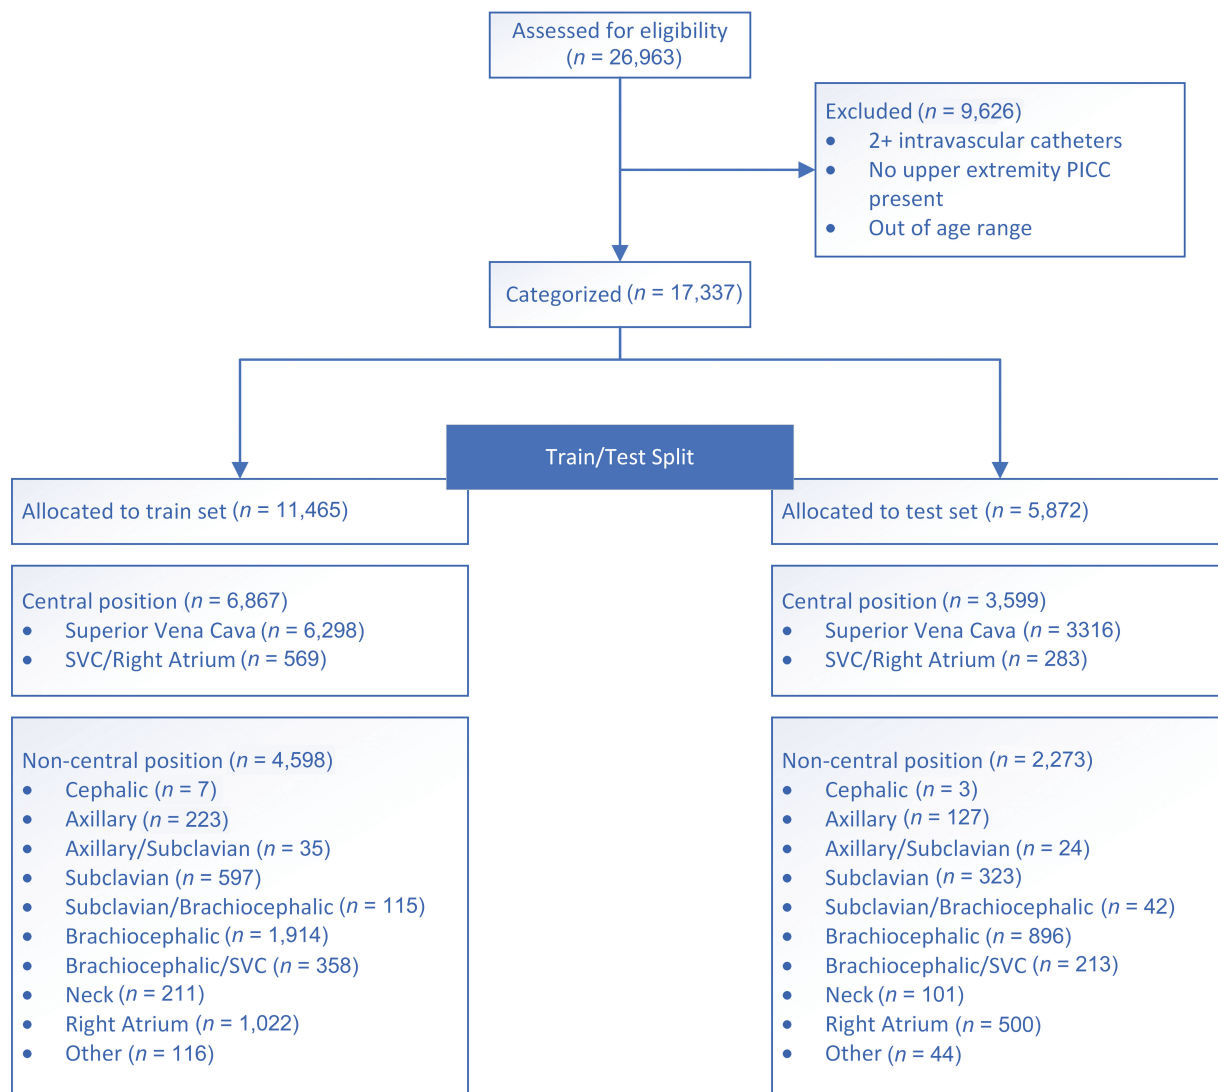 Assessed for eligibility
(n = 26,963)
Excluded (n = 9,626)
• 2+ intravascular catheters
• No upper extremity PICC
present
• Out of age range
Categorized (n = 17,337)
Train/Test Split
Allocated to train set (n = 11,465)
Central position (n = 6,867)
• Superior Vena Cava (n = 6,298)
• SVC/Right Atrium (n = 569)
Non-central position (n = 4,598)
• Cephalic (n = 7)
• Axillary (n = 223)
• Axillary/Subclavian (n = 35)
• Subclavian (n = 597)
• Subclavian/Brachiocephalic (n = 115)
• Brachiocephalic (n = 1,914)
• Brachiocephalic/SVC (n = 358)
• Neck (n = 211)
• Right Atrium (n = 1,022)
• Other (n = 116)
Allocated to test set (n = 5,872)
Central position (n = 3,599)
• Superior Vena Cava (n = 3316)
• SVC/Right Atrium (n = 283)
Non-central position (n = 2,273)
• Cephalic (n = 3)
• Axillary (n = 127)
• Axillary/Subclavian (n = 24)
• Subclavian (n = 323)
• Subclavian/Brachiocephalic (n = 42)
• Brachiocephalic (n = 896)
• Brachiocephalic/SVC (n = 213)
• Neck (n = 101)
• Right Atrium (n = 500)
• Other (n = 44)